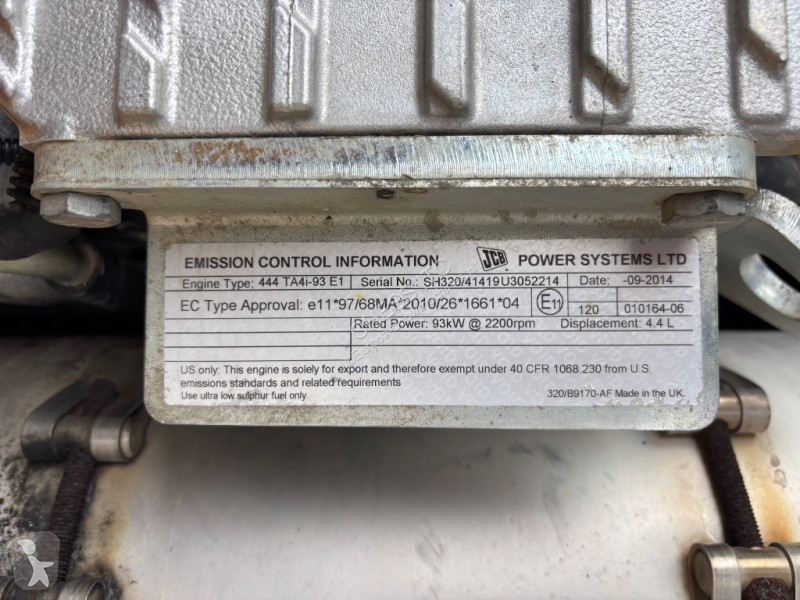 EMISSION CONTROL INFORMATION JCB POWER SYSTEMS LTD
Engine Type: 444 TA4i-93 E1 Serial No.: SH320/41419U3052214 Date: -09-2014
EC Type Approval: e11*97/68MA*2010/26*1661*04 E11 120 010164-06
Rated Power: 93kW @ 2200rpm Displacement: 4.4 L
US only: This engine is solely for export and therefore exempt under 40 CFR 1068.230 from U.S.
emissions standards and related requirements
Use ultra low sulphur fuel only. 320/B9170-AF Made in the UK.